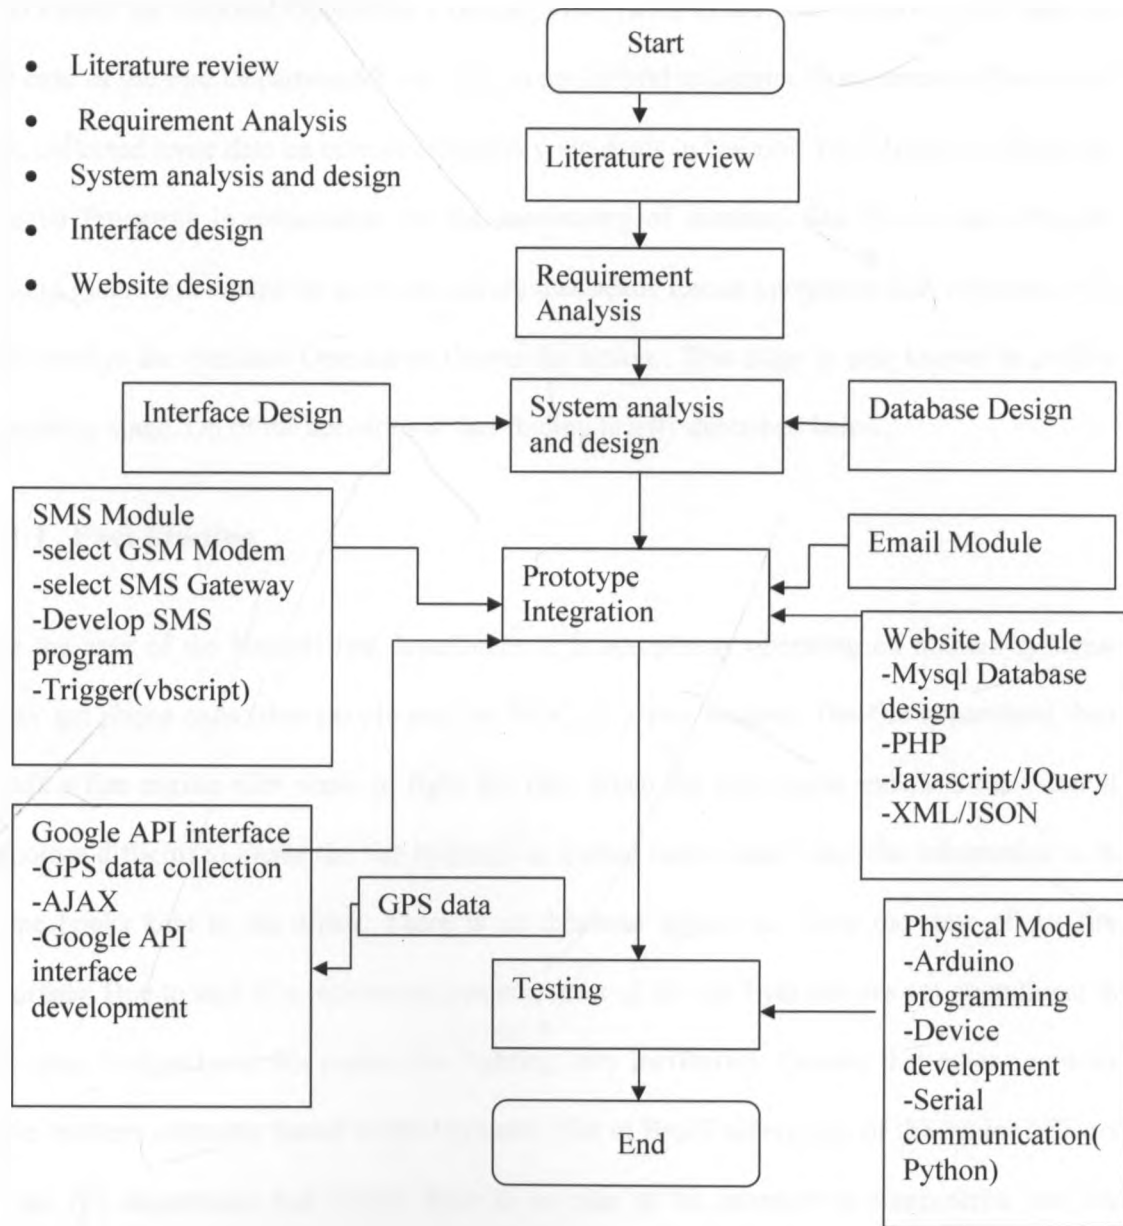 • Literature review
• Requirement Analysis
• System analysis and design
• Interface design
• Website design
Start
Literature review
Requirement
Analysis
Interface Design
System analysis
and design
Database Design
SMS Module
-select GSM Modem
-select SMS Gateway
-Develop SMS
program
-Trigger(vbscript)
Prototype
Integration
Email Module
Website Module
-Mysql Database
design
-PHP
-Javascript/JQuery
-XML/JSON
Google API interface
-GPS data collection
-AJAX
-Google API
interface
development
GPS data
Testing
Physical Model
-Arduino
programming
-Device
development
-Serial
communication(
Python)
End